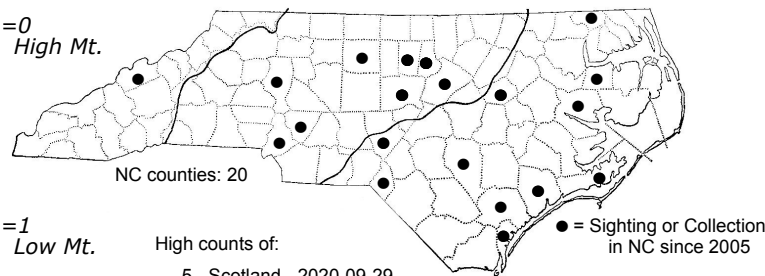 =0
High Mt.
NC counties: 20
=1
Low Mt.
High counts of:
5 - Scotland - 2020-09-29
● = Sighting or Collection
in NC since 2005